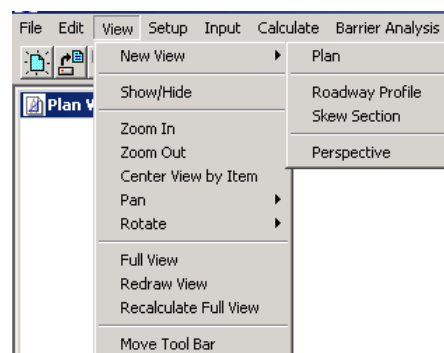 File Edit View Setup Input Calculate Barrier Analysis
New View
Plan
Show/Hide
Roadway Profile
Plan
Skew Section
Zoom In
Zoom Out
Perspective
Center View by Item
Pan
Rotate
Full View
Redraw View
Recalculate Full View
Move Tool Bar